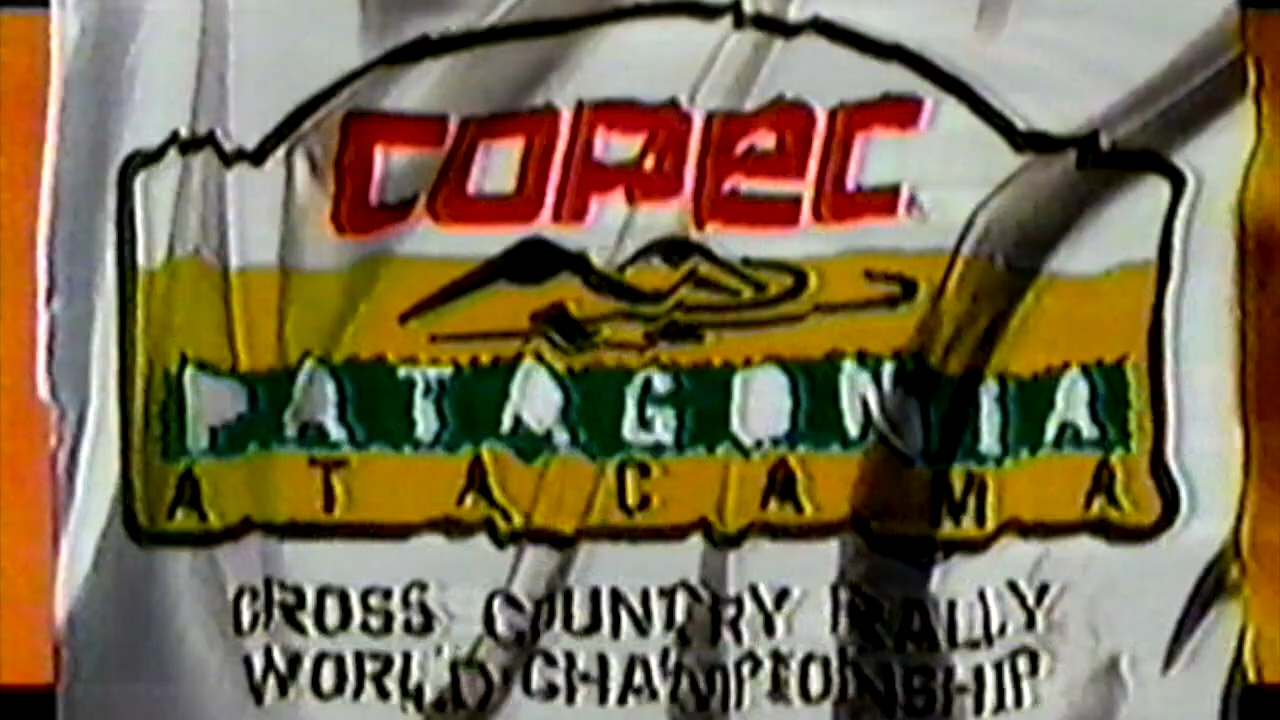 COPEC
PATAGONIA
ATACAMA
CROSS COUNTRY RALLY
WORLD CHAMPIONSHIP